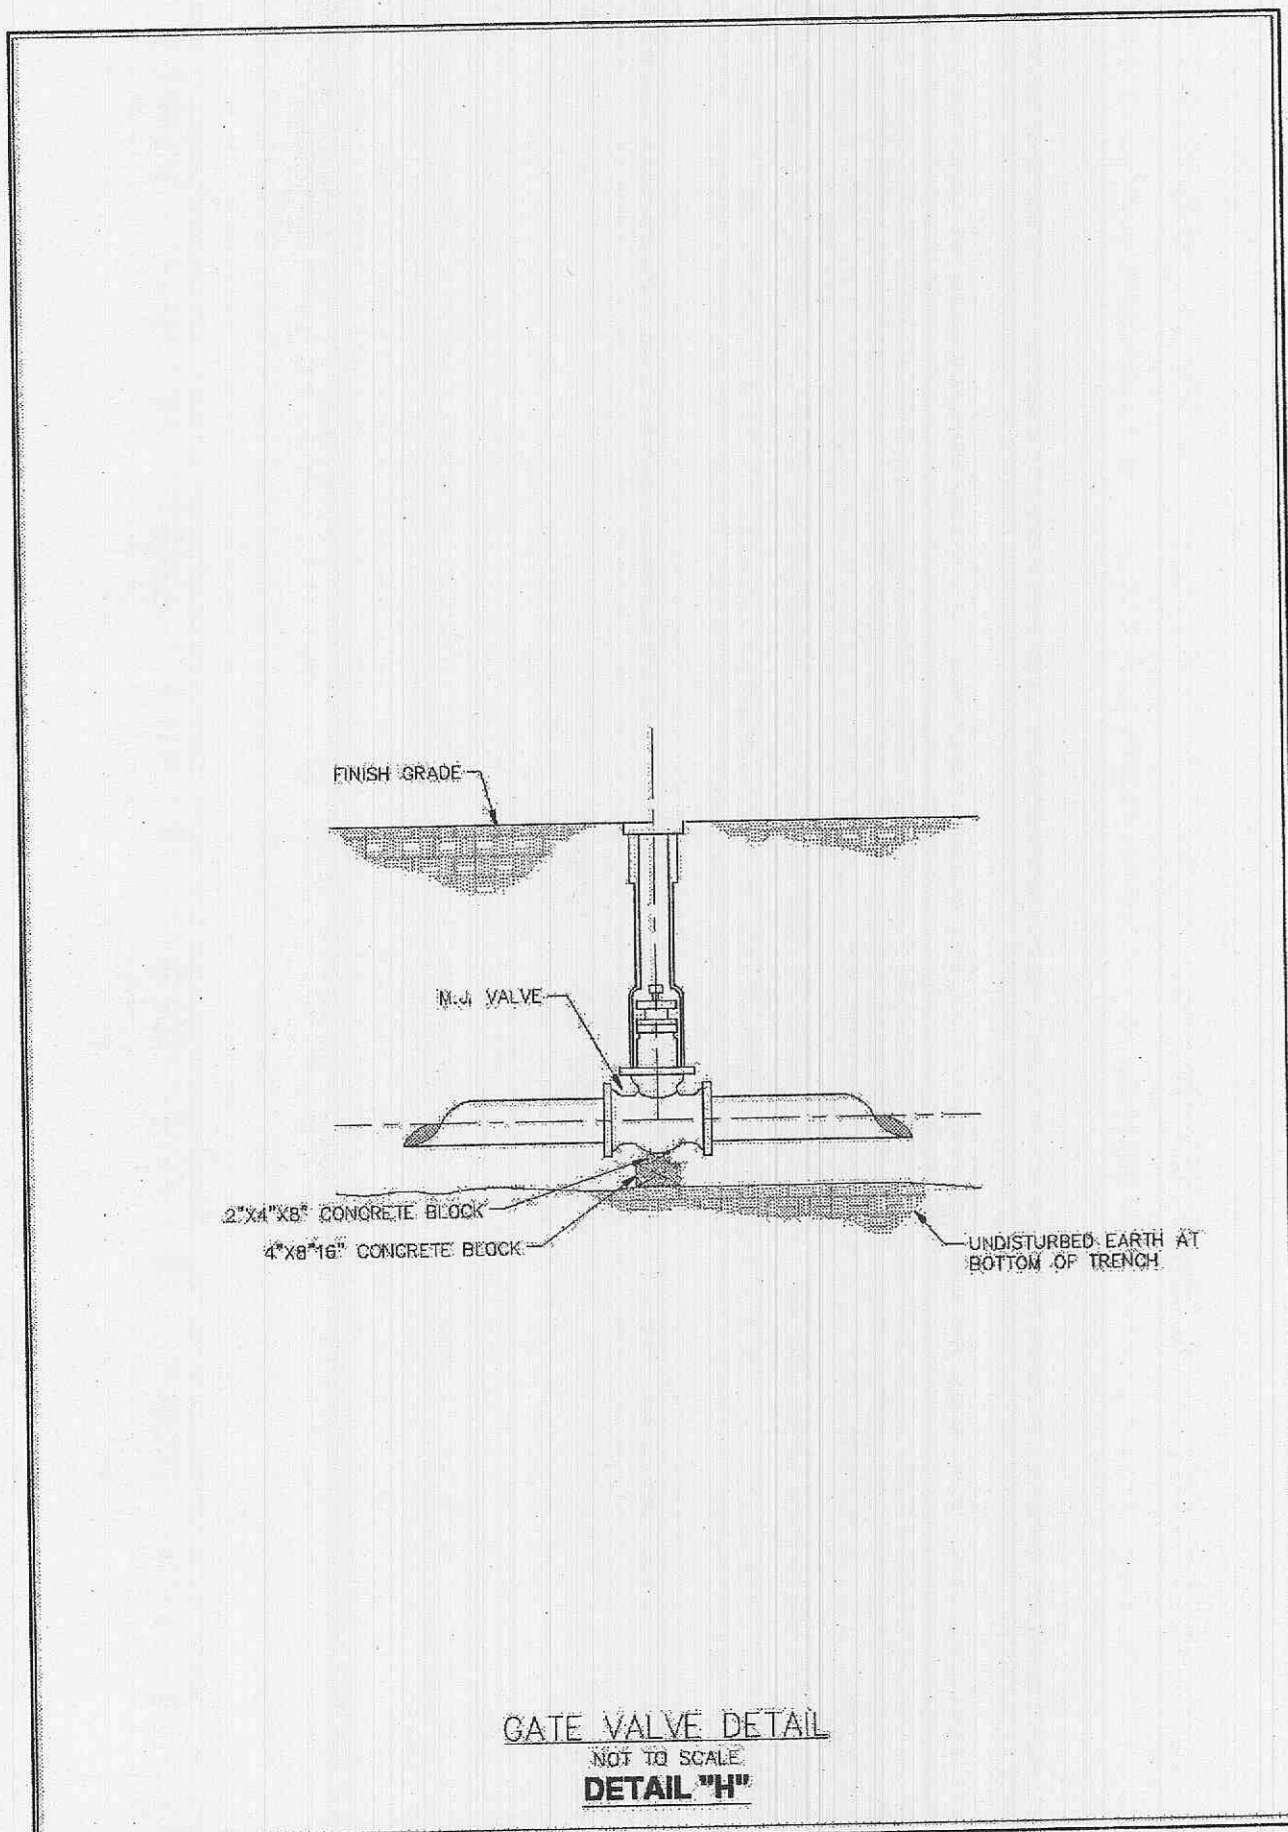 FINISH GRADE
M.J. VALVE
2"X4"X8" CONCRETE BLOCK
4"X8"16" CONCRETE BLOCK
UNDISTURBED EARTH AT
BOTTOM OF TRENCH
GATE VALVE DETAIL
NOT TO SCALE
DETAIL "H"